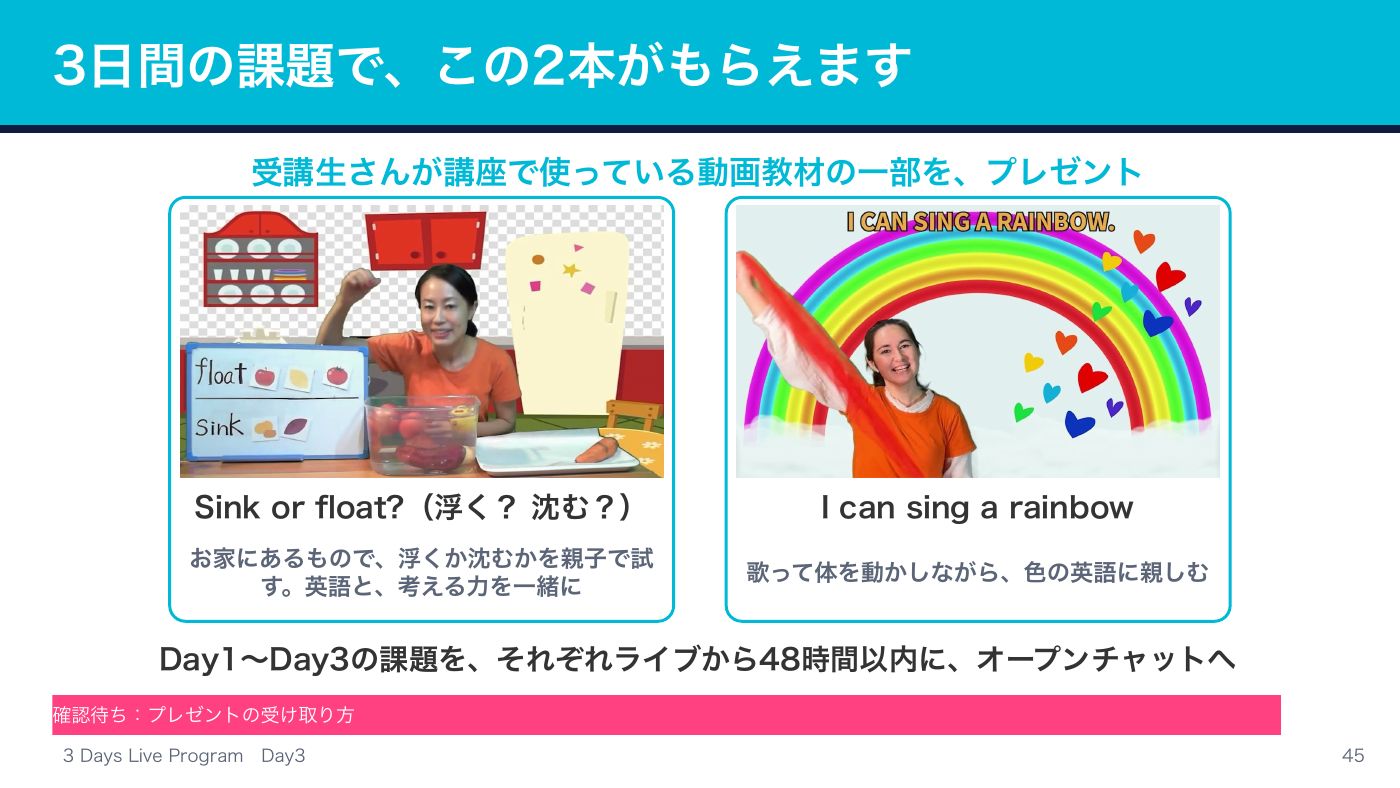 3日間の課題で、この2本がもらえます
受講生さんが講座で使っている動画教材の一部を、プレゼント
float
sink
I CAN SING A RAINBOW.
Sink or float?（浮く？ 沈む？）
お家にあるもので、浮くか沈むかを親子で試
す。英語と、考える力を一緒に
I can sing a rainbow
歌って体を動かしながら、色の英語に親しむ
Day1〜Day3の課題を、それぞれライブから48時間以内に、オープンチャットへ
確認待ち：プレゼントの受け取り方
3 Days Live Program　Day3
45